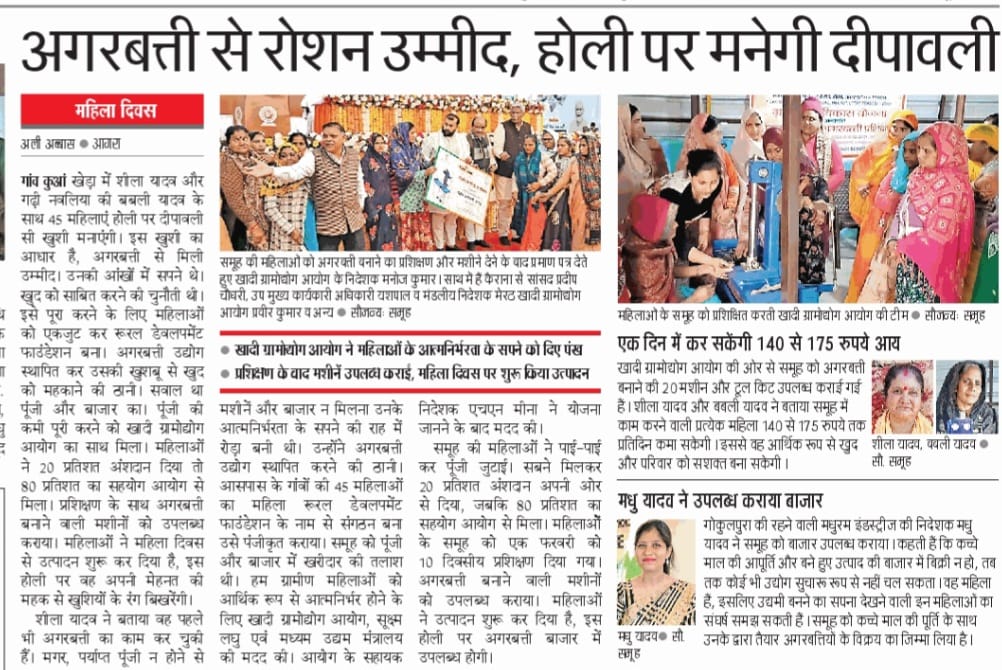 अगरबत्ती से रोशन उम्मीद, होली पर मनेगी दीपावली
महिला दिवस
अली अब्बास ● आगरा
गांव कुआं खेड़ा में शीला यादव और
गढ़ी नवलिया की बबली यादव के
साथ 45 महिलाएं होली पर दीपावली
सी खुशी मनाएंगी। इस खुशी का
आधार है, अगरबत्ती से मिली
उम्मीद। उनकी आंखों में सपने थे।
खुद को साबित करने की चुनौती थी।
इसे पूरा करने के लिए महिलाओं
को एकजुट कर रूरल डेवलपमेंट
फाउंडेशन बना। अगरबत्ती उद्योग
स्थापित कर उसकी खुशबू से खुद
को महकाने की ठानी। सवाल था
पूंजी और बाजार का। पूंजी की
कमी पूरी करने को खादी ग्रामोद्योग
आयोग का साथ मिला। महिलाओं
ने 20 प्रतिशत अंशदान दिया तो
80 प्रतिशत का सहयोग आयोग से
मिला। प्रशिक्षण के साथ अगरबत्ती
बनाने वाली मशीनों को उपलब्ध
कराया। महिलाओं ने महिला दिवस
से उत्पादन शुरू कर दिया है, इस
होली पर वह अपनी मेहनत की
महक से खुशियों के रंग बिखरेंगी।
शीला यादव ने बताया वह पहले
भी अगरबत्ती का काम कर चुकी
हैं। मगर, पर्याप्त पूंजी न होने से
समूह की महिलाओं को अगरबत्ती बनाने का प्रशिक्षण और मशीने देने के बाद प्रमाण पत्र देते
हुए खादी ग्रामोद्योग आयोग के निदेशक मनोज कुमार। साथ में हैं कैराना से सांसद प्रदीप
चौधरी, उप मुख्य कार्यकारी अधिकारी यशपाल व मंडलीय निदेशक मेरठ खादी ग्रामोद्योग
आयोग प्रवीर कुमार व अन्य ● सौजन्य: समूह
● खादी ग्रामोयोग आयोग ने महिलाओं के आत्मनिर्भरता के सपने को दिए पंख
● प्रशिक्षण के बाद मशीनें उपलब्ध कराईं, महिला दिवस पर शुरू किया उत्पादन
मशीनें और बाजार न मिलना उनके
आत्मनिर्भरता के सपने की राह में
रोड़ा बनी थी। उन्होंने अगरबत्ती
उद्योग स्थापित करने की ठानी।
आसपास के गांवों की 45 महिलाओं
का महिला रूरल डेवलपमेंट
फाउंडेशन के नाम से संगठन बना
उसे पंजीकृत कराया। समूह को पूंजी
और बाजार में खरीदार की तलाश
थी। हम ग्रामीण महिलाओं को
आर्थिक रूप से आत्मनिर्भर होने के
लिए खादी ग्रामोद्योग आयोग, सूक्ष्म
लघु एवं मध्यम उद्यम मंत्रालय
की मदद की। आयोग के सहायक
निदेशक एचएन मीना ने योजना
जानने के बाद मदद की।
समूह की महिलाओं ने पाई-पाई
कर पूंजी जुटाई। सबने मिलकर
20 प्रतिशत अंशदान अपनी ओर
से दिया, जबकि 80 प्रतिशत का
सहयोग आयोग से मिला। महिलाओं
के समूह को एक फरवरी को
10 दिवसीय प्रशिक्षण दिया गया।
अगरबत्ती बनाने वाली मशीनों
को उपलब्ध कराया। महिलाओं
ने उत्पादन शुरू कर दिया है, इस
होली पर अगरबत्ती बाजार में
उपलब्ध होगी।
महिलाओं के समूह को प्रशिक्षित करती खादी ग्रामोद्योग आयोग की टीम ● सौजन्य: समूह
एक दिन में कर सकेंगी 140 से 175 रुपये आय
खादी ग्रामोद्योग आयोग की ओर से समूह को अगरबत्ती
बनाने की 20 मशीन और टूल किट उपलब्ध कराई गई
हैं। शीला यादव और बबली यादव ने बताया समूह में
काम करने वाली प्रत्येक महिला 140 से 175 रुपये तक
प्रतिदिन कमा सकेगी। इससे वह आर्थिक रूप से खुद
और परिवार को सशक्त बना सकेगी।
शीला यादव, बबली यादव ●
सौ. समूह
मधु यादव ने उपलब्ध कराया बाजार
गोकुलपुरा की रहने वाली मधुरम इंडस्ट्रीज की निदेशक मधु
यादव ने समूह को बाजार उपलब्ध कराया। कहती हैं कि कच्चे
माल की आपूर्ति और बने हुए उत्पाद की बाजार में बिक्री न हो, तब
तक कोई भी उद्योग सुचारू रूप से नहीं चल सकता। वह महिला
हैं, इसलिए उद्यमी बनने का सपना देखने वाली इन महिलाओं का
संघर्ष समझ सकती हैं। समूह को कच्चे माल की पूर्ति के साथ
उनके द्वारा तैयार अगरबत्तियों के विक्रय का जिम्मा लिया है।
मधु यादव ● सौ.
समूह